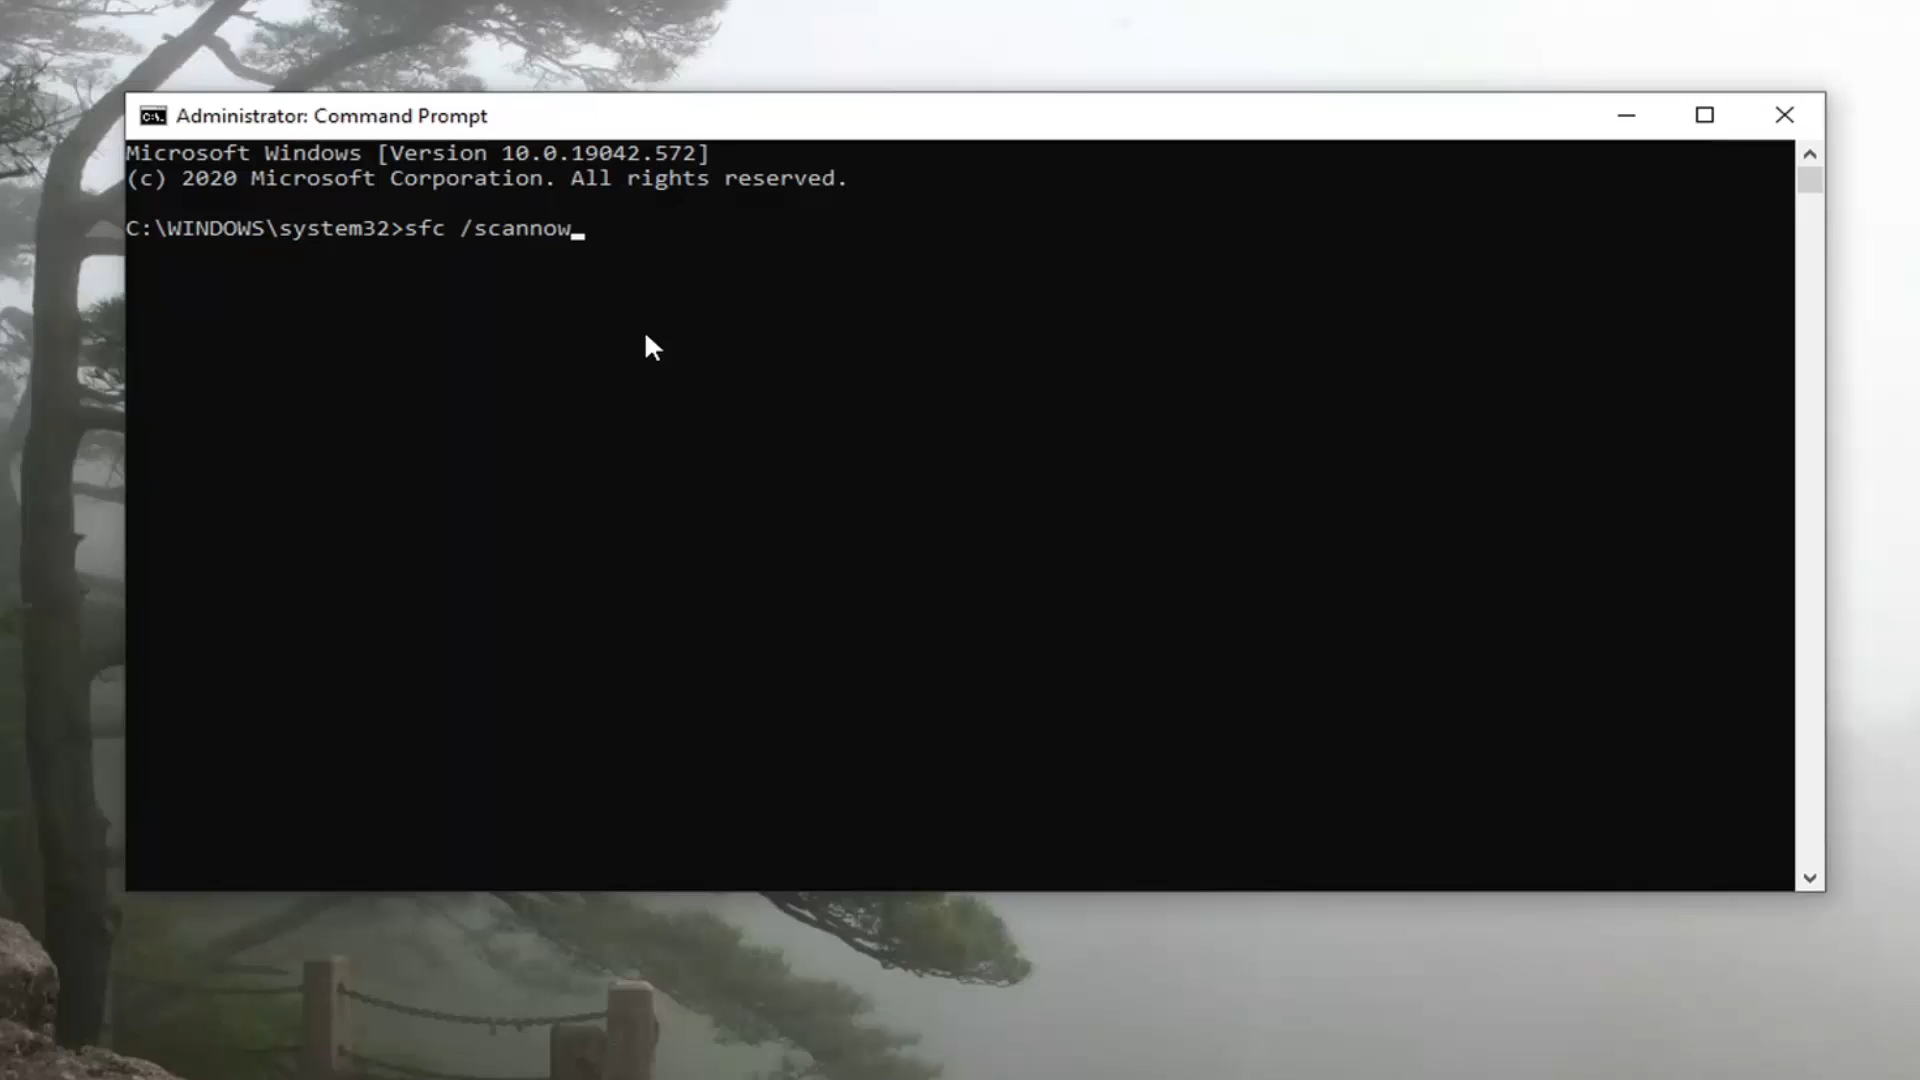 Administrator: Command Prompt
Microsoft Windows [Version 10.0.19042.572]
(c) 2020 Microsoft Corporation. All rights reserved.
C:\WINDOWS\system32>sfc /scannow